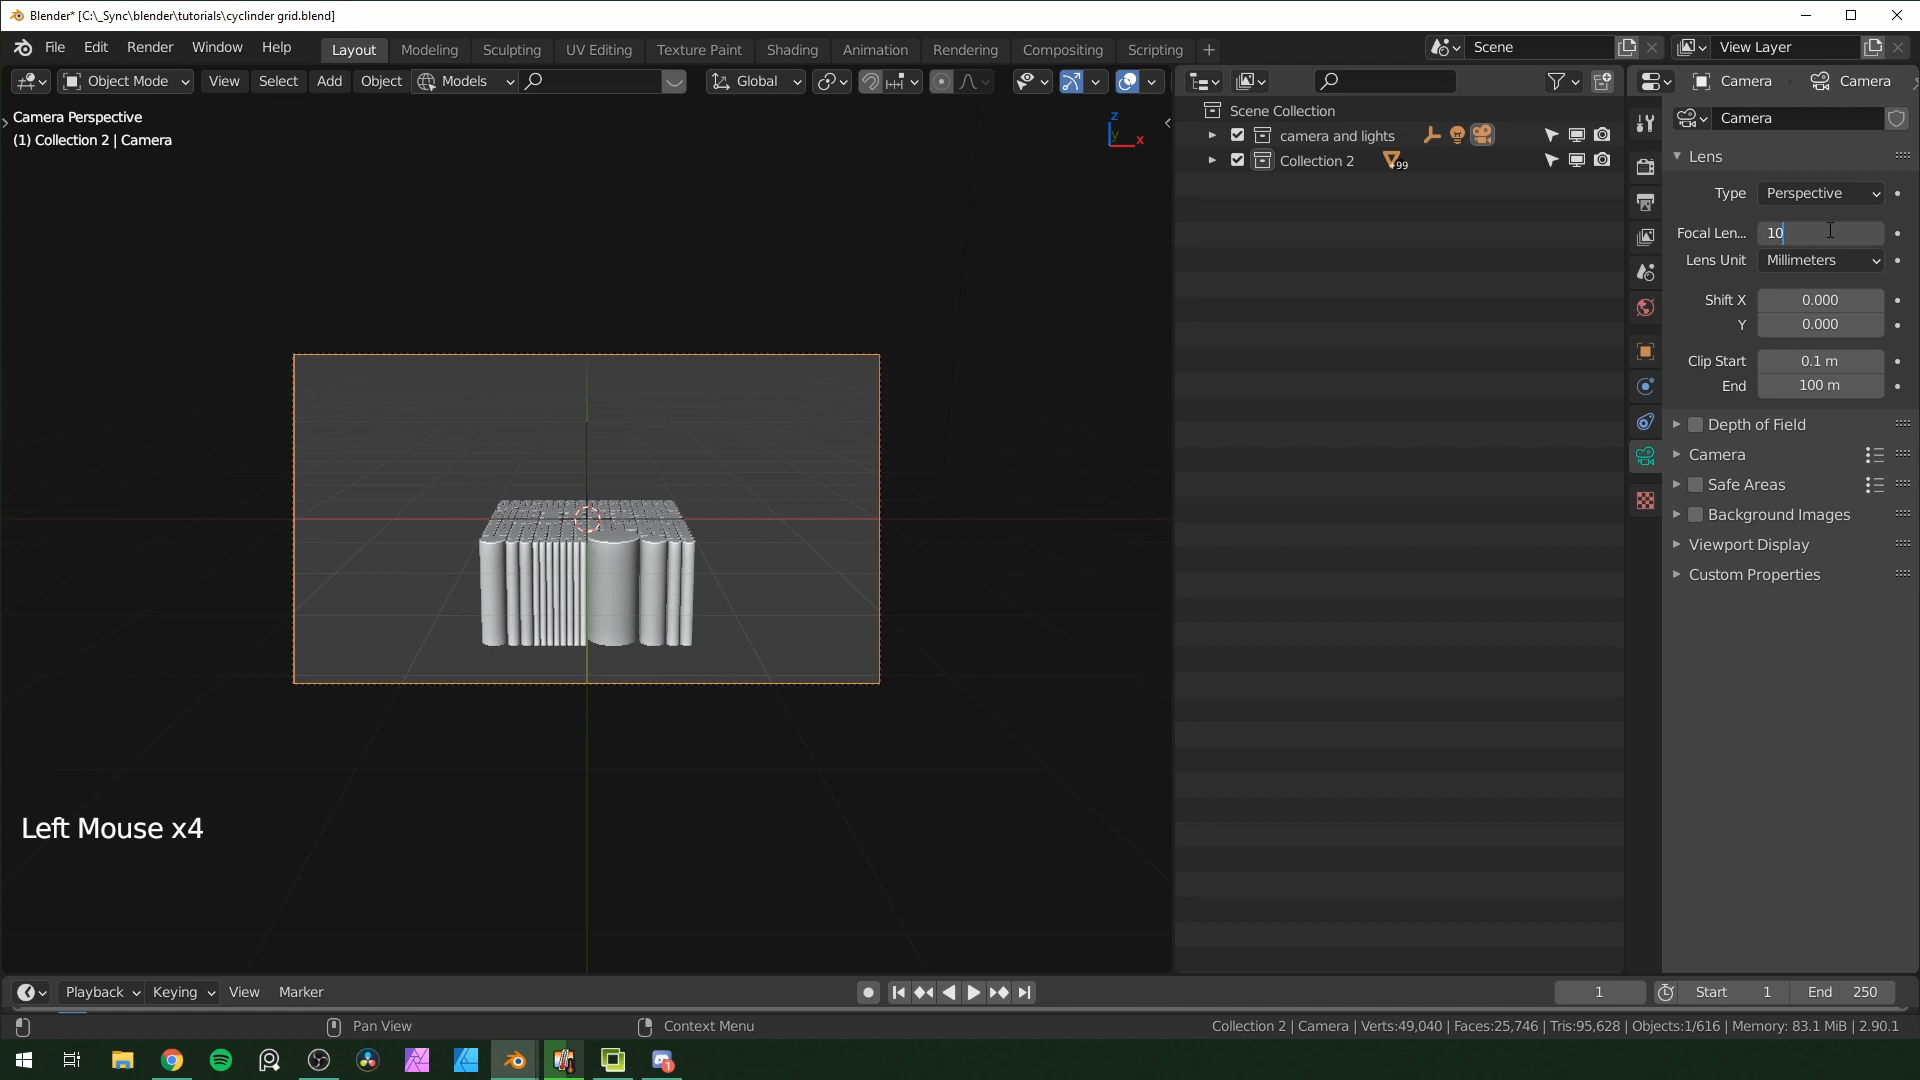 Blender* [C:\_Sync\blender\tutorials\cyclinder grid.blend]
File Edit Render Window Help Layout Modeling Sculpting UV Editing Texture Paint Shading Animation Rendering Compositing Scripting + Scene View Layer
Object Mode View Select Add Object Models Global Camera Camera
Camera Perspective
(1) Collection 2 | Camera
z
y x
Scene Collection
camera and lights
Collection 2 +99
Camera
Lens
Type Perspective
Focal Len... 10
Lens Unit Millimeters
Shift X 0.000
Y 0.000
Clip Start 0.1 m
End 100 m
Depth of Field
Camera
Safe Areas
Background Images
Viewport Display
Custom Properties
Left Mouse x4
Playback Keying View Marker 1 Start 1 End 250
Pan View Context Menu Collection 2 | Camera | Verts:49,040 | Faces:25,746 | Tris:95,628 | Objects:1/616 | Memory: 83.1 MiB | 2.90.1
1